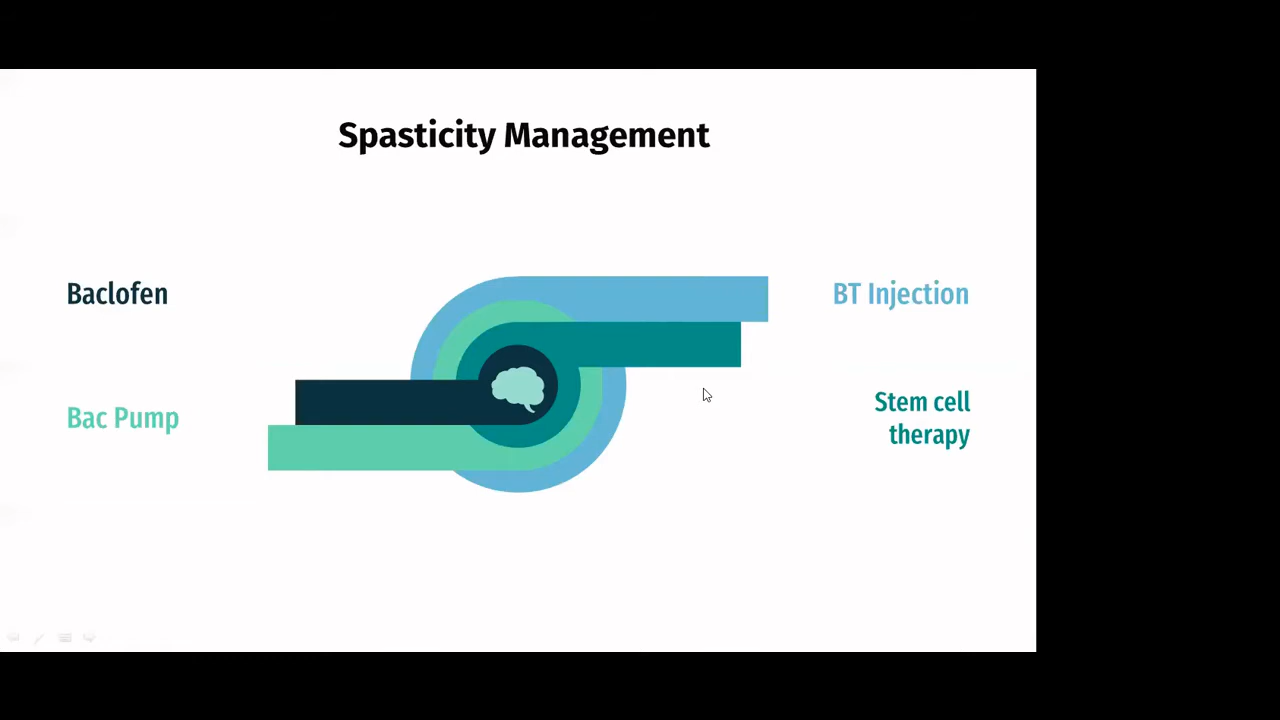 Spasticity Management
Baclofen
BT Injection
Bac Pump
Stem cell
therapy